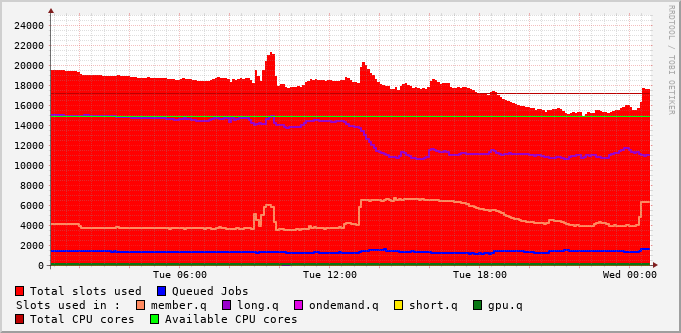 RRDTOOL / TOBI OETIKER
24000
22000
20000
18000
16000
14000
12000
10000
8000
6000
4000
2000
0
Tue 06:00 Tue 12:00 Tue 18:00 Wed 00:00
Total slots used Queued Jobs
Slots used in : member.q long.q ondemand.q short.q gpu.q
Total CPU cores Available CPU cores